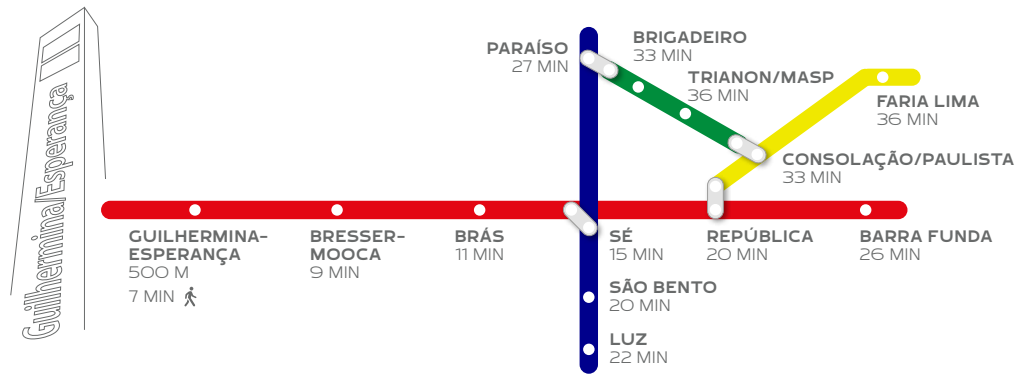 Guilhermina/Esperança
PARAÍSO
27 MIN
BRIGADEIRO
33 MIN
TRIANON/MASP
36 MIN
FARIA LIMA
36 MIN
CONSOLAÇÃO/PAULISTA
33 MIN
GUILHERMINA-
ESPERANÇA
500 M
7 MIN
BRESSER-
MOOCA
9 MIN
BRÁS
11 MIN
SÉ
15 MIN
REPÚBLICA
20 MIN
BARRA FUNDA
26 MIN
SÃO BENTO
20 MIN
LUZ
22 MIN